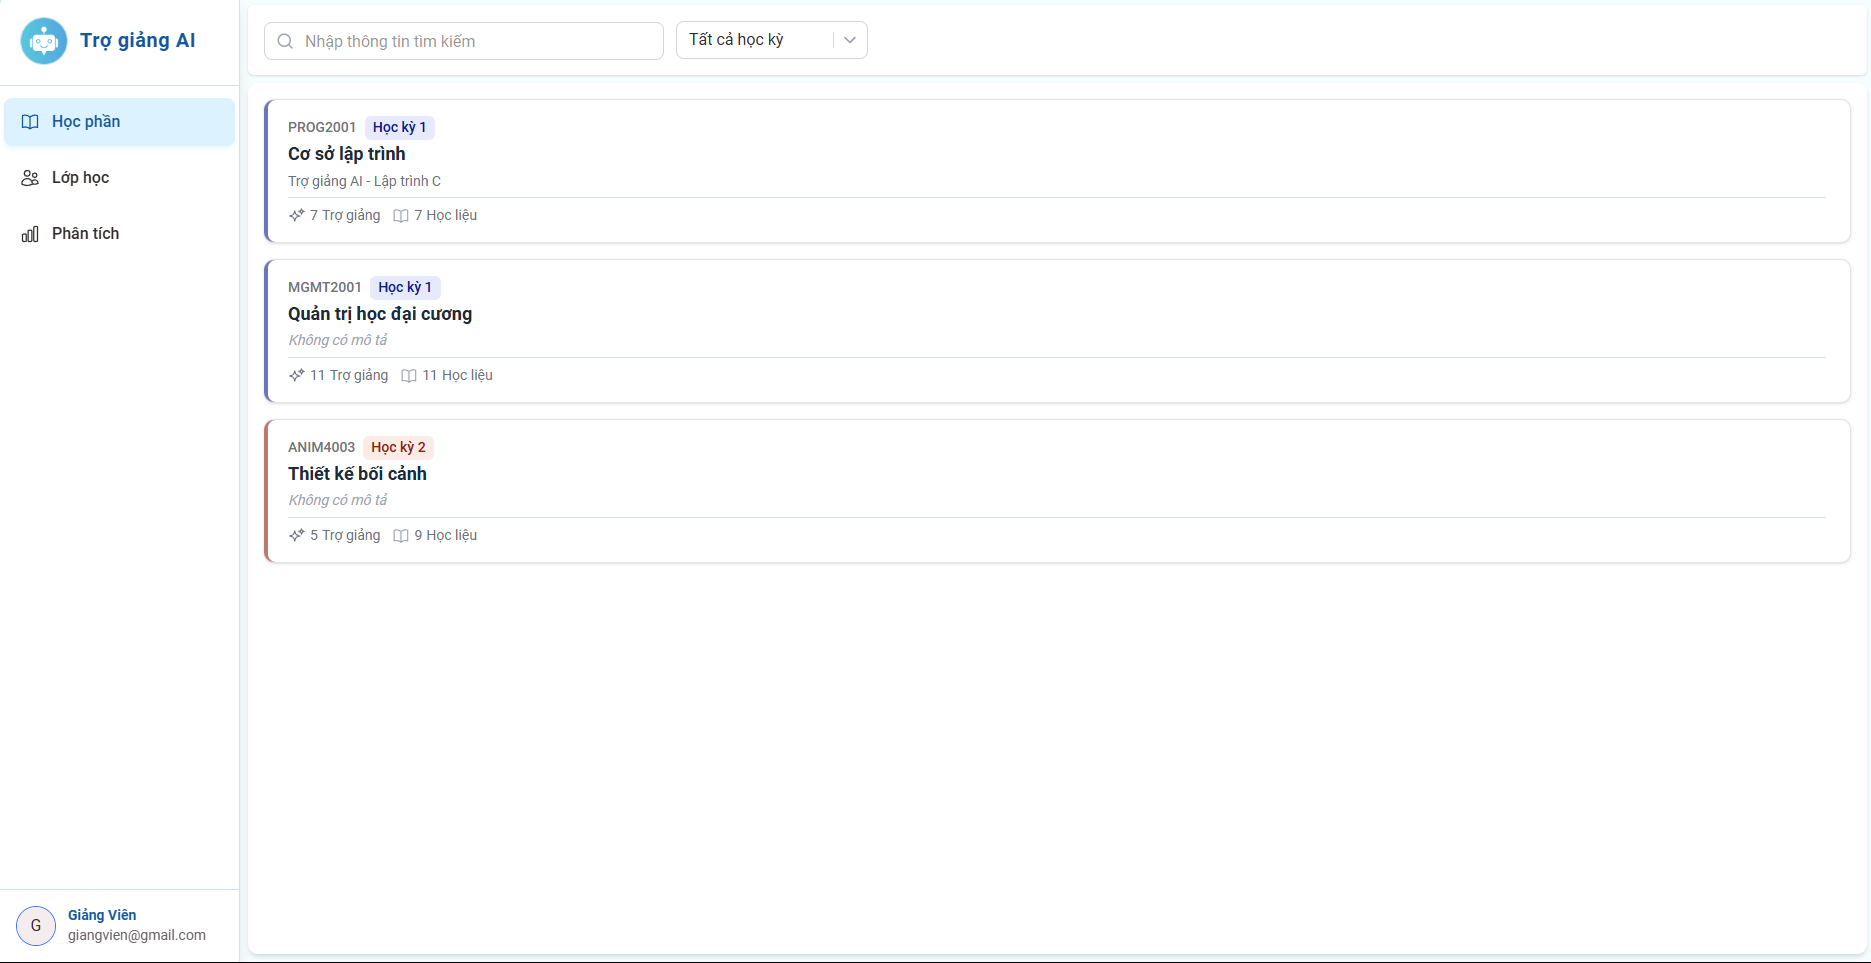 Trợ giảng AI
Học phần
Lớp học
Phân tích
Giảng Viên
giangvien@gmail.com
G
Nhập thông tin tìm kiếm
Tất cả học kỳ
PROG2001 Học kỳ 1
Cơ sở lập trình
Trợ giảng AI - Lập trình C
7 Trợ giảng 7 Học liệu
MGMT2001 Học kỳ 1
Quản trị học đại cương
Không có mô tả
11 Trợ giảng 11 Học liệu
ANIM4003 Học kỳ 2
Thiết kế bối cảnh
Không có mô tả
5 Trợ giảng 9 Học liệu